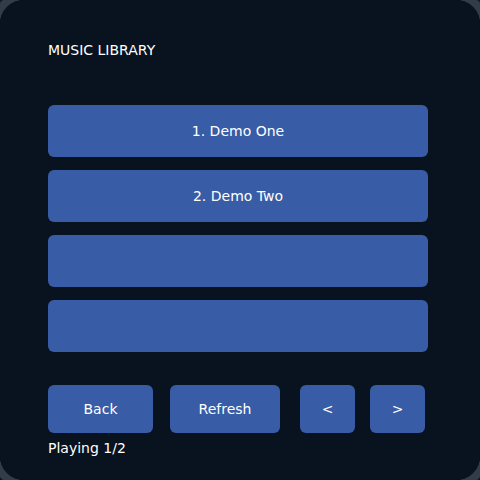 MUSIC LIBRARY
1. Demo One
2. Demo Two
Back Refresh < >
Playing 1/2